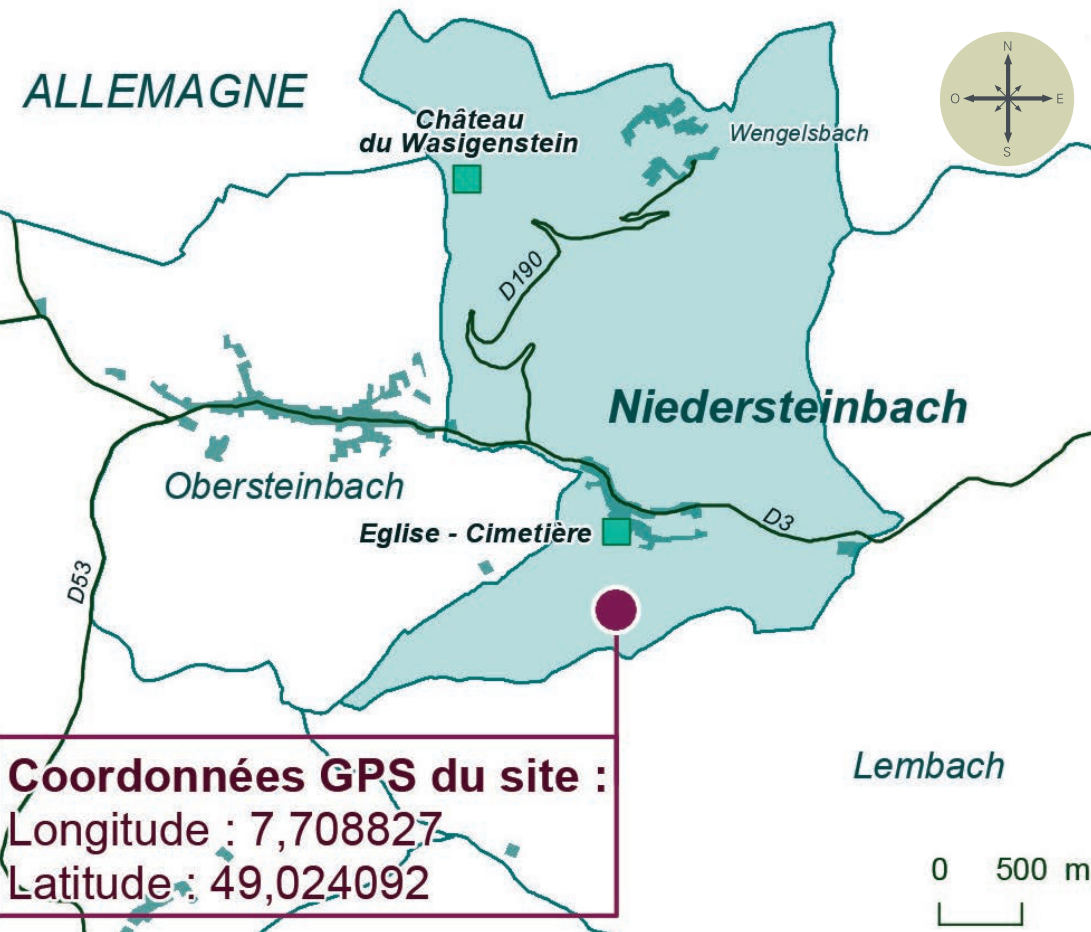 ALLEMAGNE
N
O
E
S
Château
du Wasigenstein
Wengelsbach
D190
Niedersteinbach
Obersteinbach
Eglise - Cimetière
D3
D53
Coordonnées GPS du site :
Longitude : 7,708827
Latitude : 49,024092
Lembach
0 500 m